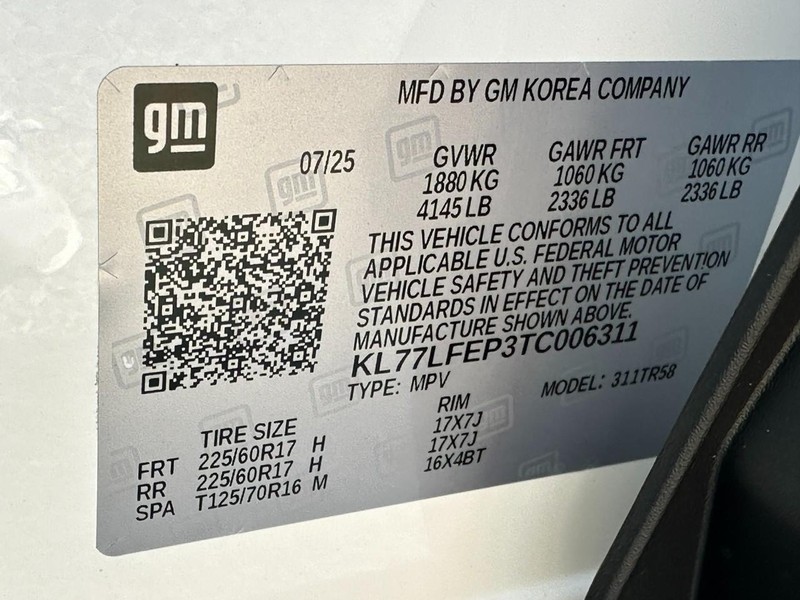 gm
MFD BY GM KOREA COMPANY
07/25
GVWR GAWR FRT GAWR RR
1880 KG 1060 KG 1060 KG
4145 LB 2336 LB 2336 LB
THIS VEHICLE CONFORMS TO ALL
APPLICABLE U.S. FEDERAL MOTOR
VEHICLE SAFETY AND THEFT PREVENTION
STANDARDS IN EFFECT ON THE DATE OF
MANUFACTURE SHOWN ABOVE.
KL77LFEP3TC006311
TYPE: MPV MODEL: 311TR58
TIRE SIZE RIM
FRT 225/60R17 H 17X7J
RR 225/60R17 H 17X7J
SPA T125/70R16 M 16X4BT